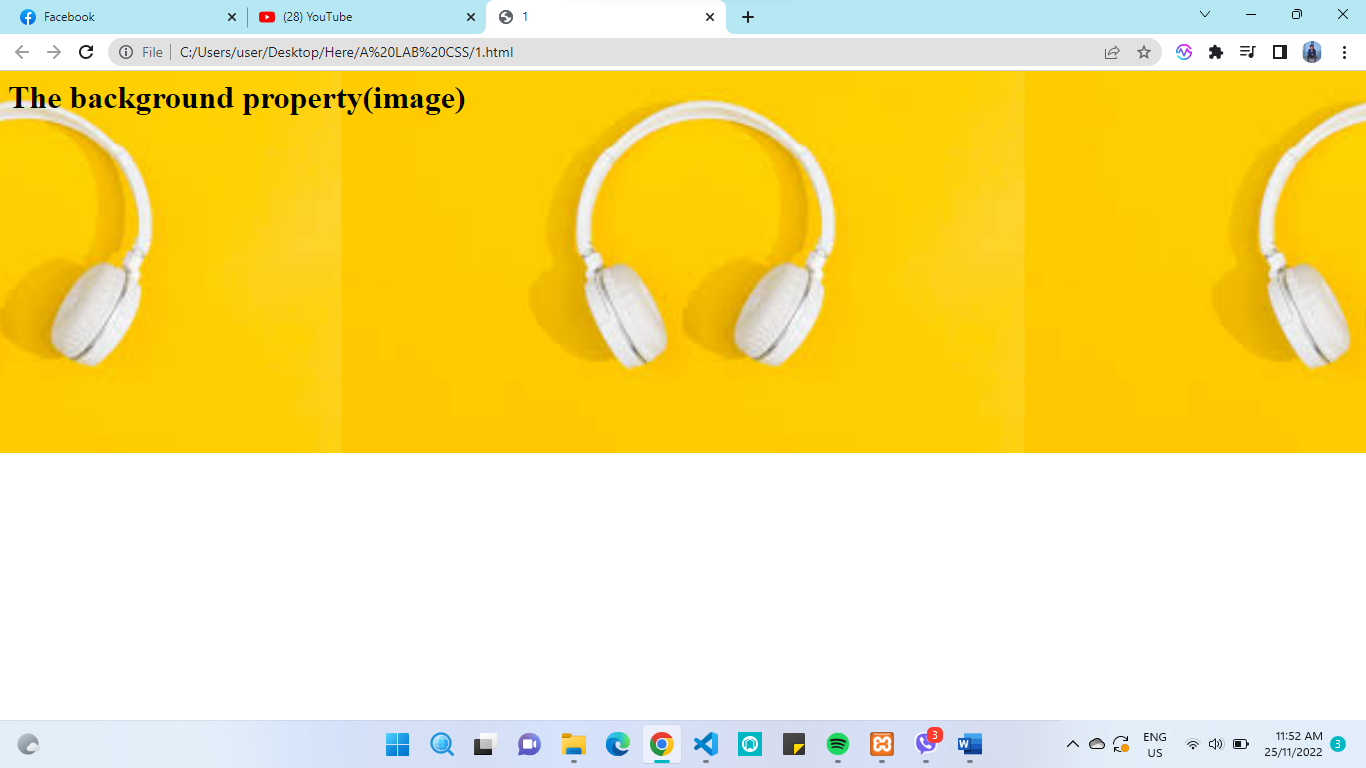 Facebook
(28) YouTube
1
File
C:/Users/user/Desktop/Here/A%20LAB%20CSS/1.html
The background property(image)
3
W
ENG
US
11:52 AM
25/11/2022
3